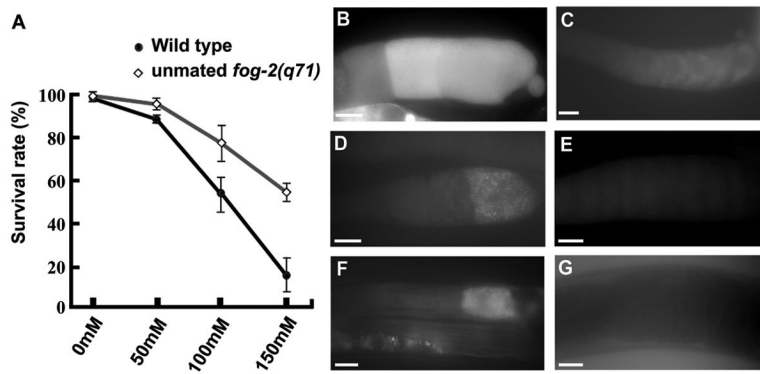 A
Wild type
unmated fog-2(q71)
Survival rate (%)
100
80
60
40
20
0
0mM
50mM
100mM
150mM
B
C
D
E
F
G